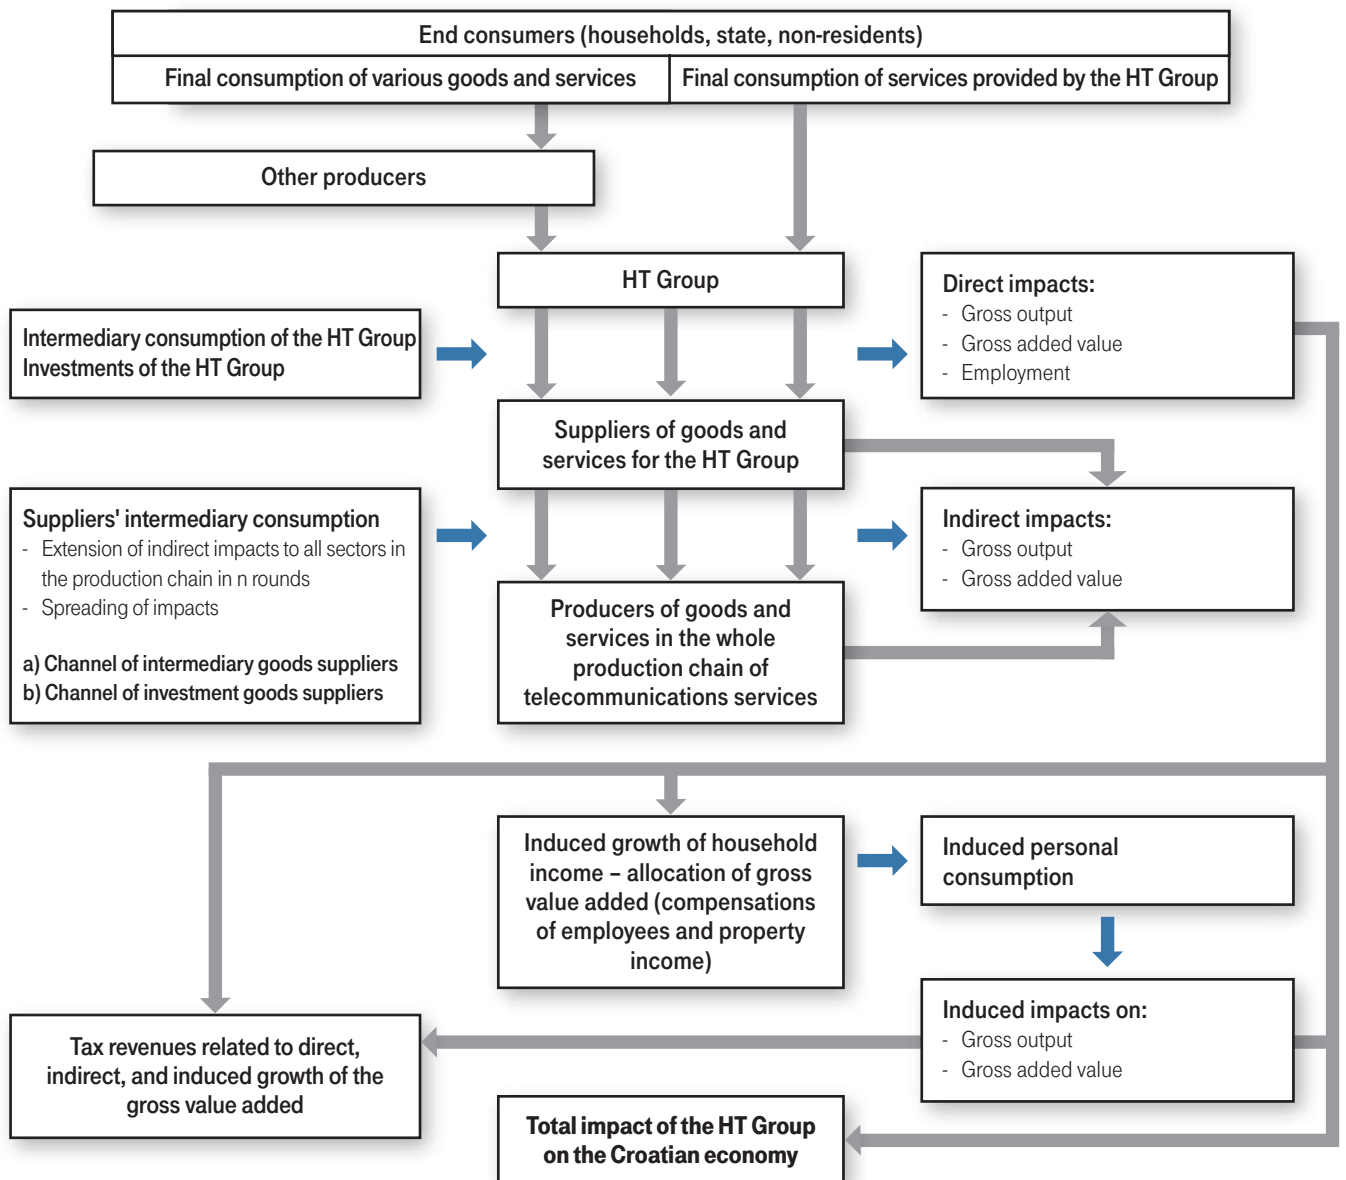 End consumers (households, state, non-residents)
Final consumption of various goods and services
Final consumption of services provided by the HT Group
Other producers
HT Group
Direct impacts:
- Gross output
- Gross added value
- Employment
Intermediary consumption of the HT Group
Investments of the HT Group
Suppliers of goods and
services for the HT Group
Suppliers' intermediary consumption
- Extension of indirect impacts to all sectors in
the production chain in n rounds
- Spreading of impacts
a) Channel of intermediary goods suppliers
b) Channel of investment goods suppliers
Indirect impacts:
- Gross output
- Gross added value
Producers of goods and
services in the whole
production chain of
telecommunications services
Induced growth of household
income – allocation of gross
value added (compensations
of employees and property
income)
Induced personal
consumption
Induced impacts on:
- Gross output
- Gross added value
Tax revenues related to direct,
indirect, and induced growth of the
gross value added
Total impact of the HT Group
on the Croatian economy